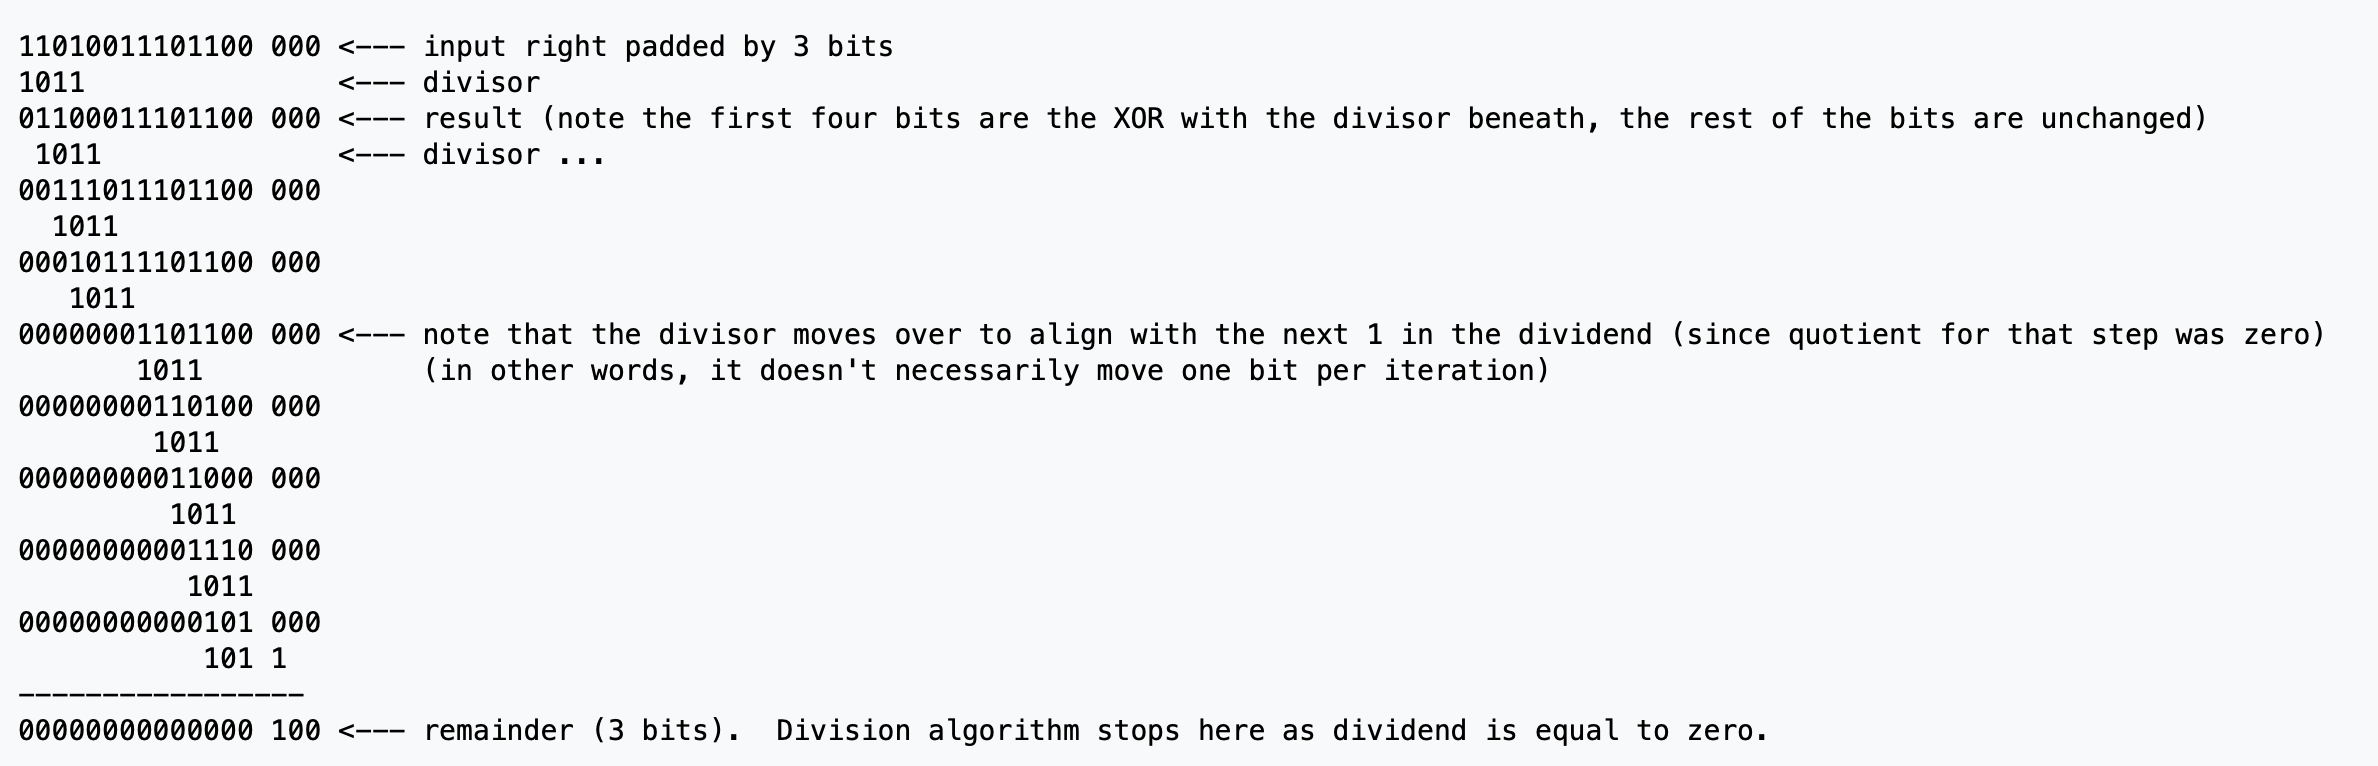 11010011101100 000 <--- input right padded by 3 bits
1011               <--- divisor
01100011101100 000 <--- result (note the first four bits are the XOR with the divisor beneath, the rest of the bits are unchanged)
 1011              <--- divisor ...
00111011101100 000
  1011
00010111101100 000
   1011
00000001101100 000 <--- note that the divisor moves over to align with the next 1 in the dividend (since quotient for that step was zero)
       1011             (in other words, it doesn't necessarily move one bit per iteration)
00000000110100 000
        1011
00000000011000 000
         1011
00000000001110 000
          1011
00000000000101 000
           101 1
-----------------
00000000000000 100 <--- remainder (3 bits).  Division algorithm stops here as dividend is equal to zero.